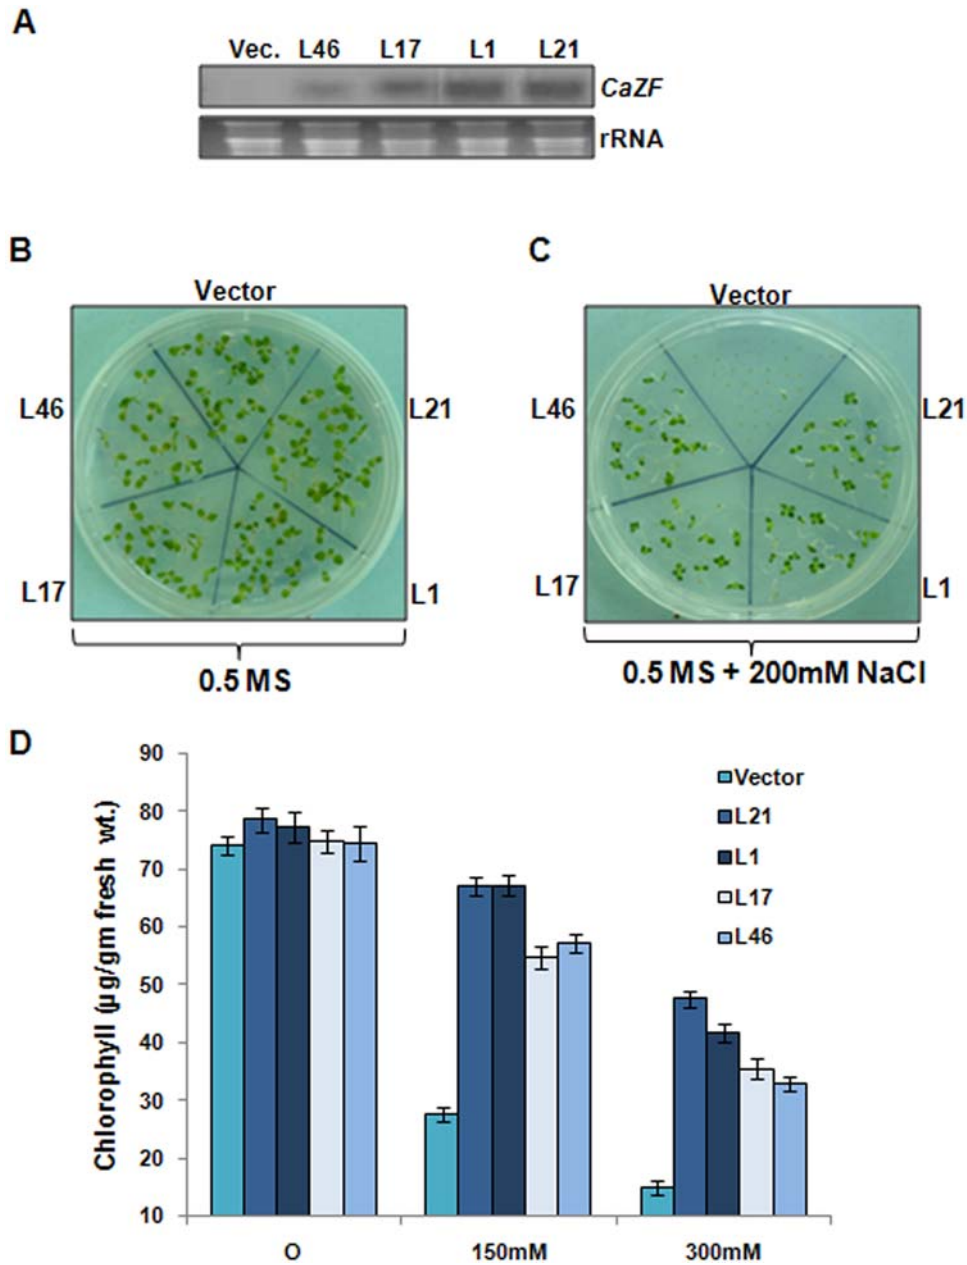 A
Vec. L46 L17 L1 L21
CaZF
rRNA
B
Vector
L46
L21
L17
L1
0.5 MS
C
Vector
L46
L21
L17
L1
0.5 MS + 200mM NaCl
D
Chlorophyll (µg/gm fresh wt.)
90
80
70
60
50
40
30
20
10
O 150mM 300mM
Vector
L21
L1
L17
L46